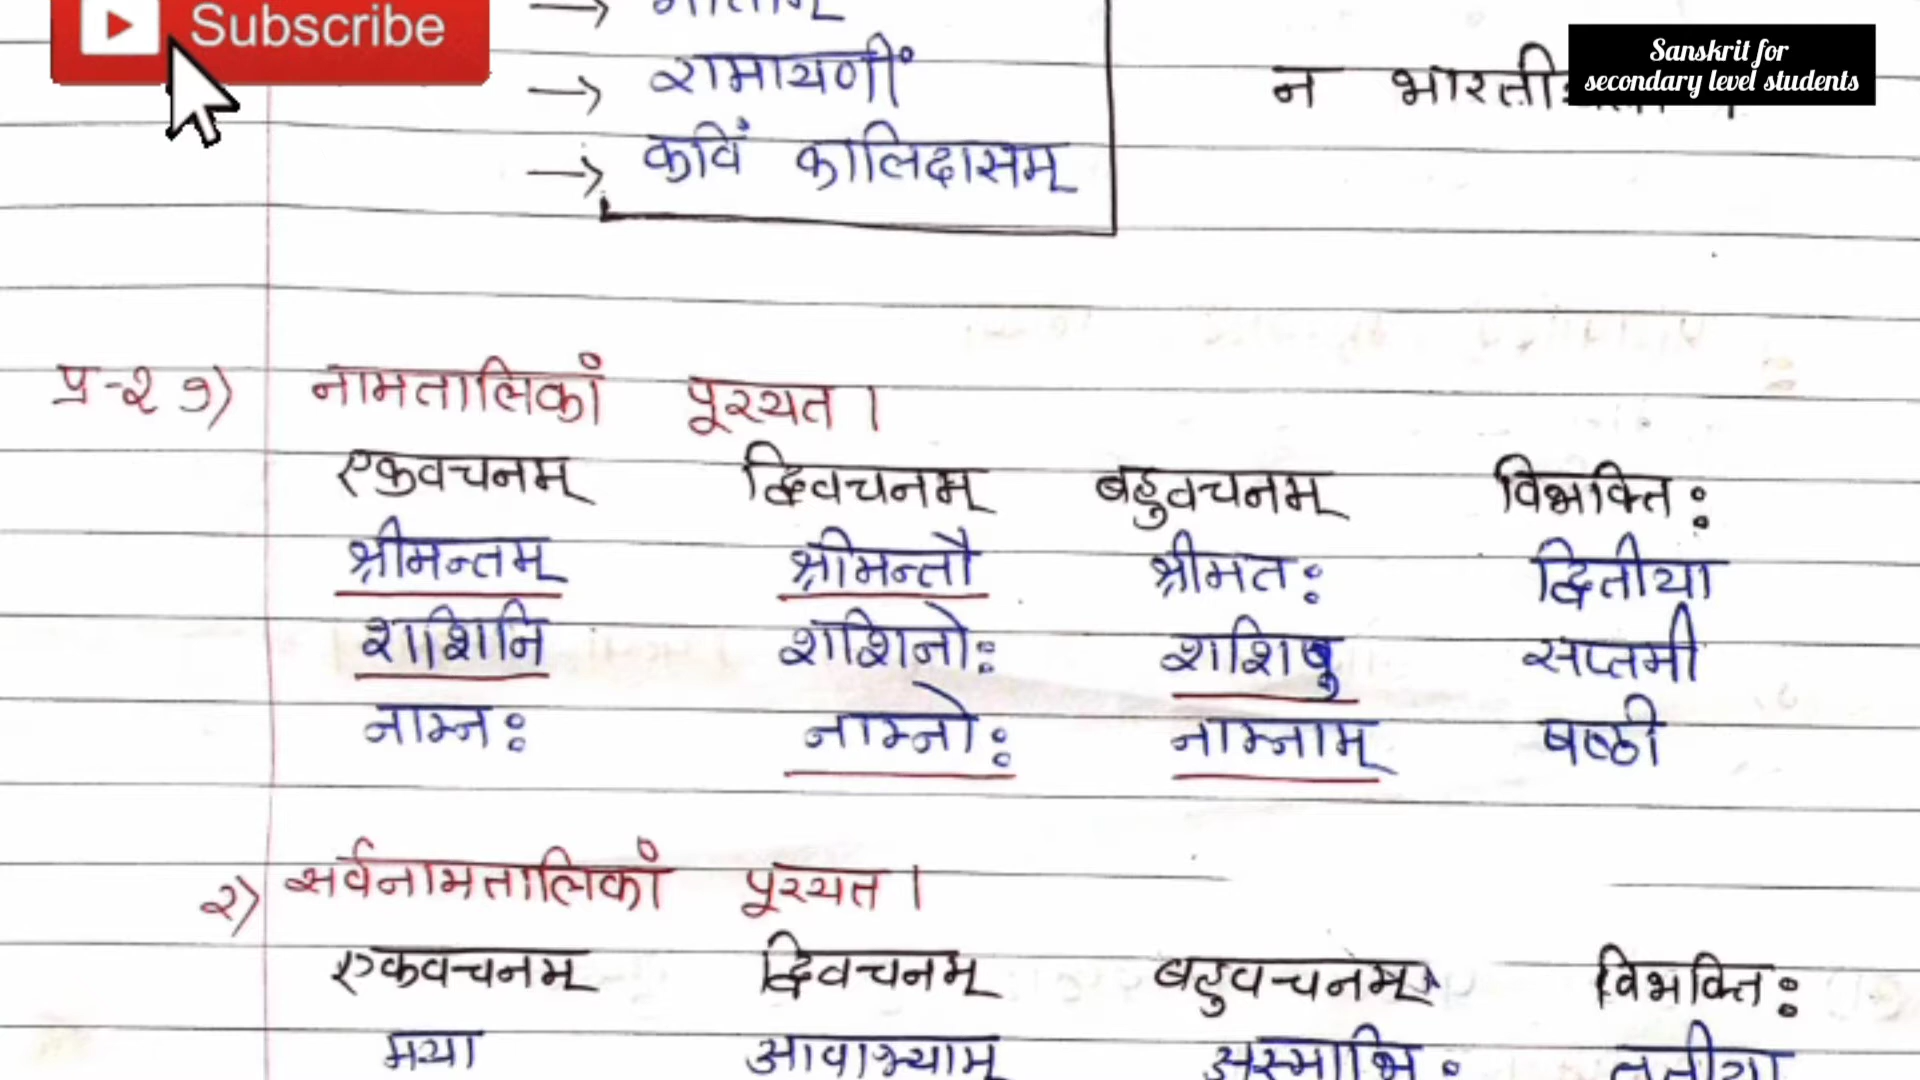 Subscribe
Sanskrit for
secondary level students
→ रामायणीं
न
→ कविं कालिदासम्
प्र-२ १) नामतालिकां पूरयत ।
एकवचनम् द्विवचनम् बहुवचनम् विभक्तिः
श्रीमन्तम् श्रीमन्तौ श्रीमतः द्वितीया
शशिनि शशिनोः शशिषु सप्तमी
नाम्नः नाम्नोः नाम्नाम् षष्ठी
२) सर्वनामतालिकां पूरयत ।
एकवचनम् द्विवचनम् बहुवचनम् विभक्तिः
मया आवाभ्याम् अस्माभिः तृतीया